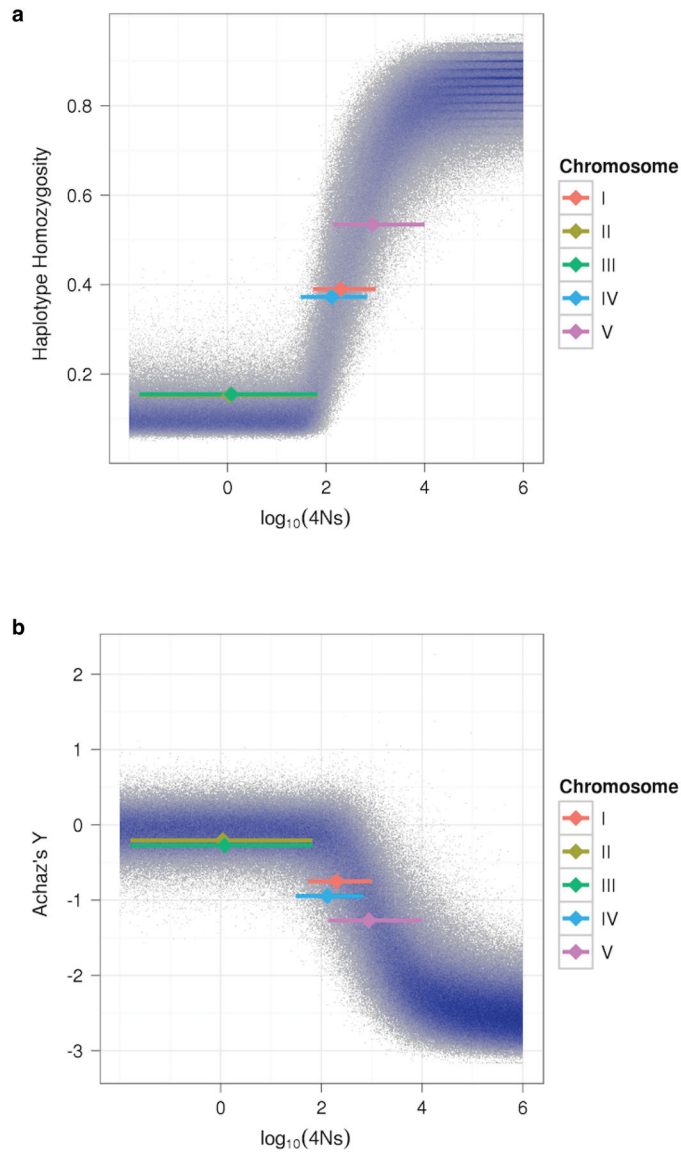 a
Haplotype Homozygosity
0.8
0.6
0.4
0.2
0 2 4 6
log10(4Ns)
Chromosome
I
II
III
IV
V
b
Achaz's Y
2
1
0
-1
-2
-3
0 2 4 6
log10(4Ns)
Chromosome
I
II
III
IV
V